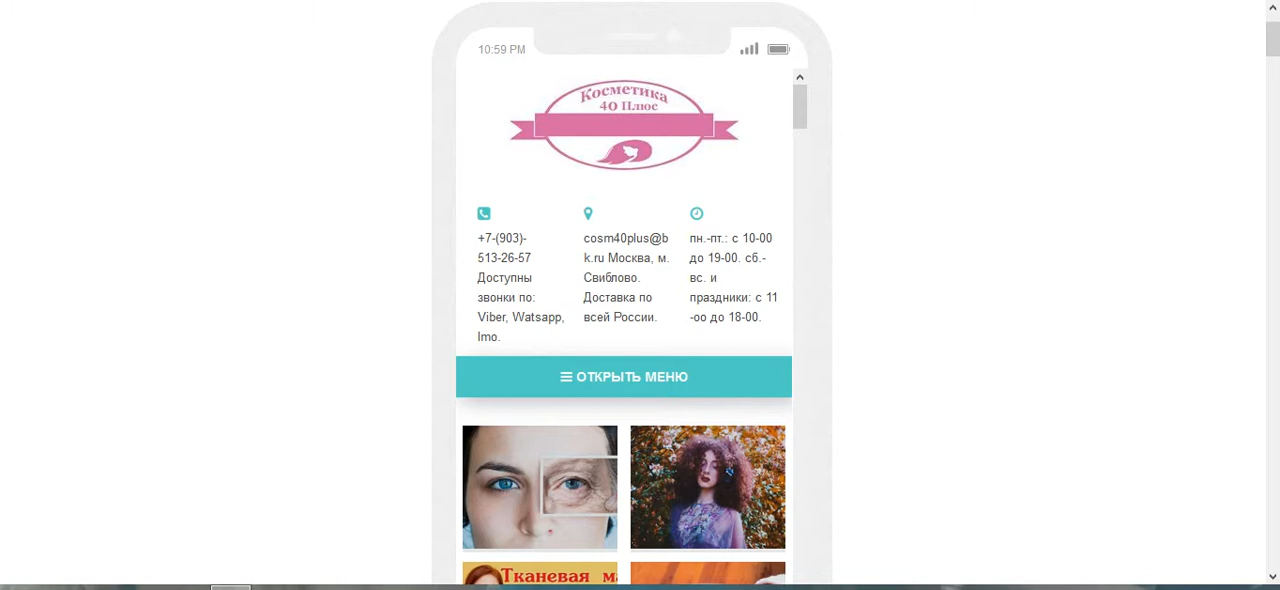 10:59 PM
Косметика
40 Плюс
+7-(903)-
513-26-57
Доступны
звонки по:
Viber, Watsapp,
Imo.
cosm40plus@b
k.ru Москва, м.
Свиблово.
Доставка по
всей России.
пн.-пт.: с 10-00
до 19-00. сб.-
вс. и
праздники: с 11
-оо до 18-00.
ОТКРЫТЬ МЕНЮ
Тканевая